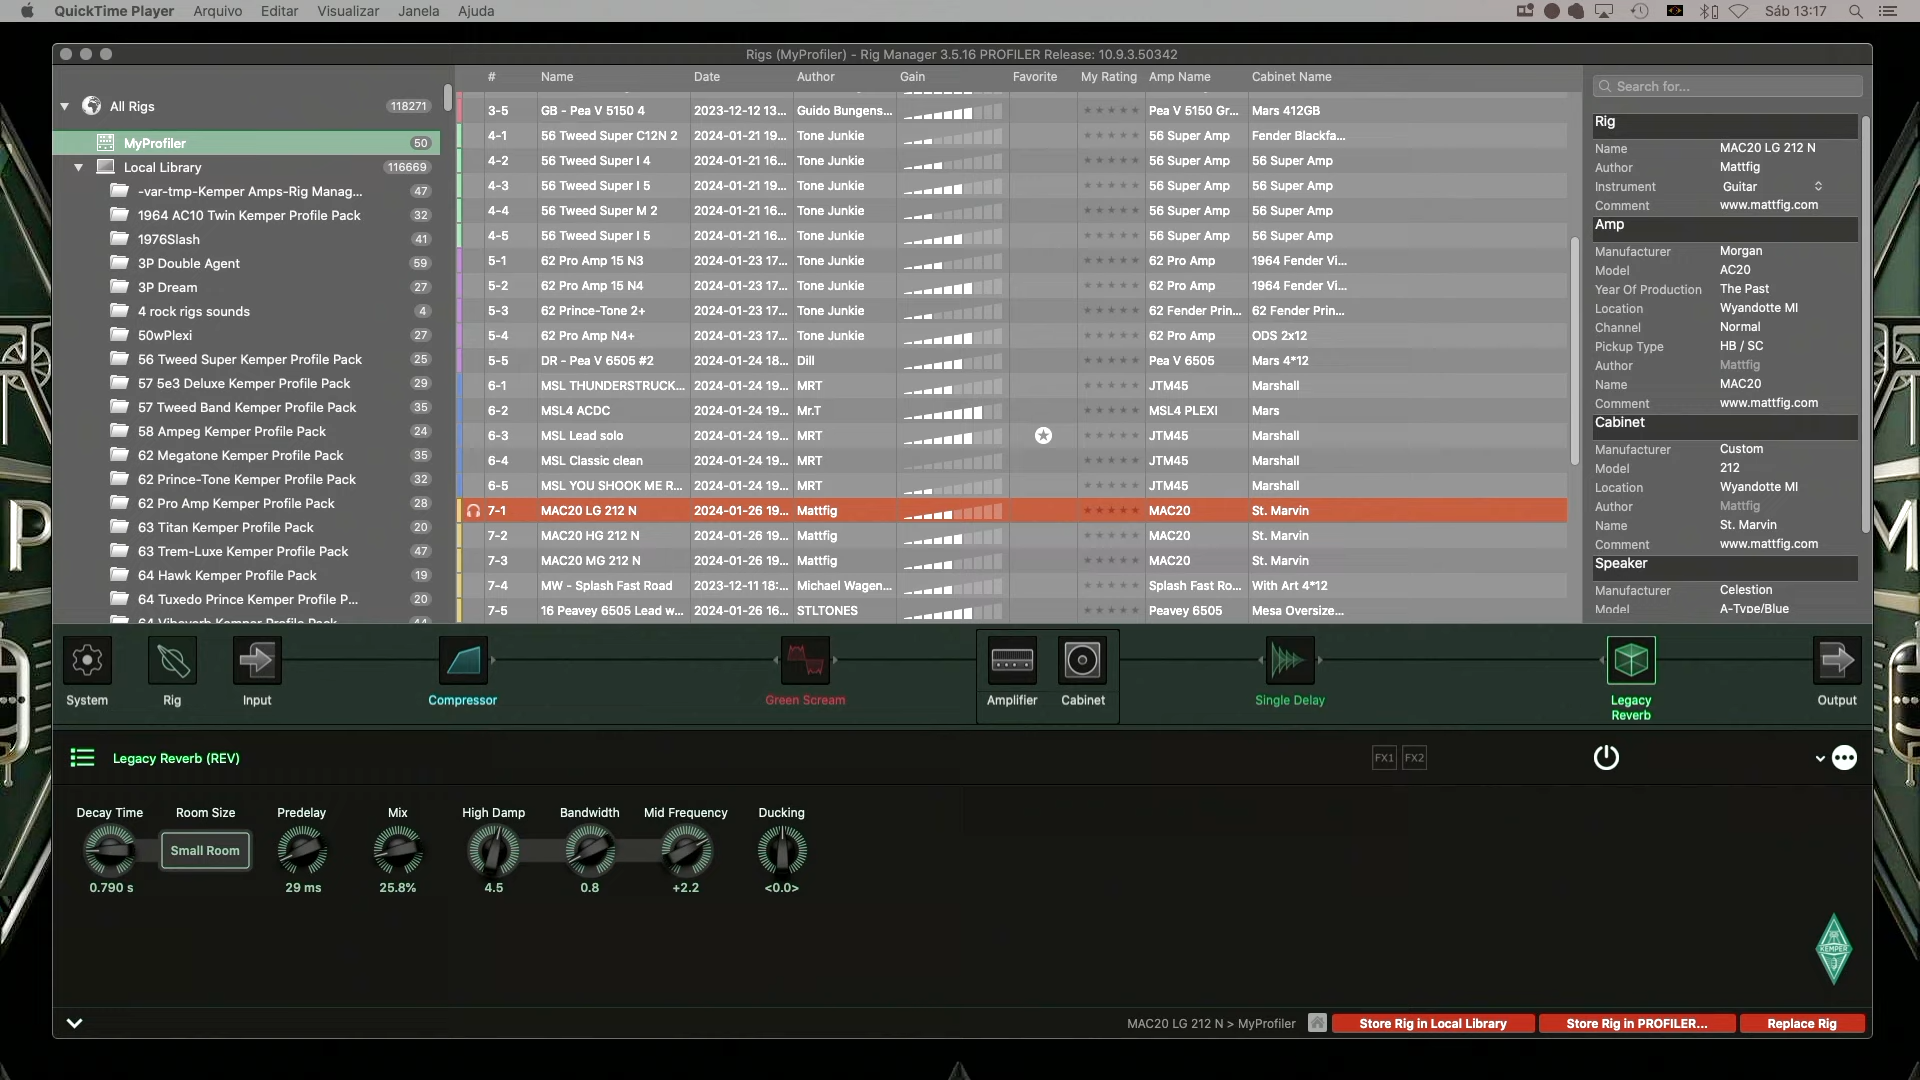 QuickTime Player Arquivo Editar Visualizar Janela Ajuda Sáb 13:17
Rigs (MyProfiler) - Rig Manager 3.5.16 PROFILER Release: 10.9.3.50342
# Name Date Author Gain Favorite My Rating Amp Name Cabinet Name
All Rigs 118271
MyProfiler 50
Local Library 116669
-var-tmp-Kemper Amps-Rig Manag... 47
1964 AC10 Twin Kemper Profile Pack 32
1976Slash 41
3P Double Agent 59
3P Dream 27
4 rock rigs sounds 4
50wPlexi 27
56 Tweed Super Kemper Profile Pack 25
57 5e3 Deluxe Kemper Profile Pack 29
57 Tweed Band Kemper Profile Pack 35
58 Ampeg Kemper Profile Pack 24
62 Megatone Kemper Profile Pack 35
62 Prince-Tone Kemper Profile Pack 32
62 Pro Amp Kemper Profile Pack 28
63 Titan Kemper Profile Pack 20
63 Trem-Luxe Kemper Profile Pack 47
64 Hawk Kemper Profile Pack 19
64 Tuxedo Prince Kemper Profile P... 20
64 Vibeverb Kemper Profile Pack 44
3-5 GB - Pea V 5150 4 2023-12-12 13... Guido Bungens... Pea V 5150 Gr... Mars 412GB
4-1 56 Tweed Super C12N 2 2024-01-21 19... Tone Junkie 56 Super Amp Fender Blackfa...
4-2 56 Tweed Super I 4 2024-01-21 16... Tone Junkie 56 Super Amp 56 Super Amp
4-3 56 Tweed Super I 5 2024-01-21 19... Tone Junkie 56 Super Amp 56 Super Amp
4-4 56 Tweed Super M 2 2024-01-21 16... Tone Junkie 56 Super Amp 56 Super Amp
4-5 56 Tweed Super I 5 2024-01-21 16... Tone Junkie 56 Super Amp 56 Super Amp
5-1 62 Pro Amp 15 N3 2024-01-23 17... Tone Junkie 62 Pro Amp 1964 Fender Vi...
5-2 62 Pro Amp 15 N4 2024-01-23 17... Tone Junkie 62 Pro Amp 1964 Fender Vi...
5-3 62 Prince-Tone 2+ 2024-01-23 17... Tone Junkie 62 Fender Prin... 62 Fender Prin...
5-4 62 Pro Amp N4+ 2024-01-23 17... Tone Junkie 62 Pro Amp ODS 2x12
5-5 DR - Pea V 6505 #2 2024-01-24 18... Dill Pea V 6505 Mars 4*12
6-1 MSL THUNDERSTRUCK... 2024-01-24 19... MRT JTM45 Marshall
6-2 MSL4 ACDC 2024-01-24 19... Mr.T MSL4 PLEXI Mars
6-3 MSL Lead solo 2024-01-24 19... MRT JTM45 Marshall
6-4 MSL Classic clean 2024-01-24 19... MRT JTM45 Marshall
6-5 MSL YOU SHOOK ME R... 2024-01-24 19... MRT JTM45 Marshall
7-1 MAC20 LG 212 N 2024-01-26 19... Mattfig MAC20 St. Marvin
7-2 MAC20 HG 212 N 2024-01-26 19... Mattfig MAC20 St. Marvin
7-3 MAC20 MG 212 N 2024-01-26 19... Mattfig MAC20 St. Marvin
7-4 MW - Splash Fast Road 2023-12-11 18:... Michael Wagen... Splash Fast Ro... With Art 4*12
7-5 16 Peavey 6505 Lead w... 2024-01-26 16... STLTONES Peavey 6505 Mesa Oversize...
Search for...
Rig
Name MAC20 LG 212 N
Author Mattfig
Instrument Guitar
Comment www.mattfig.com
Amp
Manufacturer Morgan
Model AC20
Year Of Production The Past
Location Wyandotte MI
Channel Normal
Pickup Type HB / SC
Author Mattfig
Name MAC20
Comment www.mattfig.com
Cabinet
Manufacturer Custom
Model 212
Location Wyandotte MI
Author Mattfig
Name St. Marvin
Comment www.mattfig.com
Speaker
Manufacturer Celestion
Model A-Type/Blue
System Rig Input Compressor Green Scream Amplifier Cabinet Single Delay Legacy Reverb Output
Legacy Reverb (REV) FX1 FX2
Decay Time Room Size Predelay Mix High Damp Bandwidth Mid Frequency Ducking
Small Room
0.790 s 29 ms 25.8% 4.5 0.8 +2.2 <0.0>
KEMPER
MAC20 LG 212 N > MyProfiler Store Rig in Local Library Store Rig in PROFILER... Replace Rig